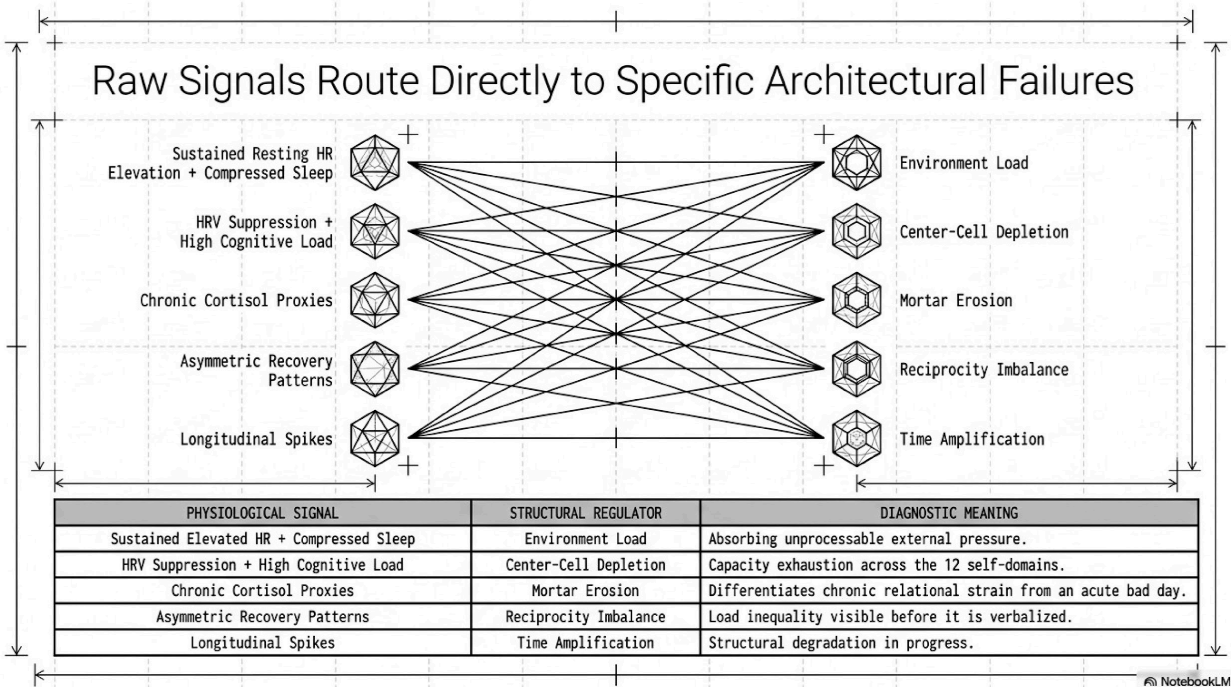 Raw Signals Route Directly to Specific Architectural Failures
Sustained Resting HR
Elevation + Compressed Sleep
Environment Load
HRV Suppression +
High Cognitive Load
Center-Cell Depletion
Chronic Cortisol Proxies
Mortar Erosion
Asymmetric Recovery
Patterns
Reciprocity Imbalance
Longitudinal Spikes
Time Amplification
PHYSIOLOGICAL SIGNAL STRUCTURAL REGULATOR DIAGNOSTIC MEANING
Sustained Elevated HR + Compressed Sleep Environment Load Absorbing unprocessable external pressure.
HRV Suppression + High Cognitive Load Center-Cell Depletion Capacity exhaustion across the 12 self-domains.
Chronic Cortisol Proxies Mortar Erosion Differentiates chronic relational strain from an acute bad day.
Asymmetric Recovery Patterns Reciprocity Imbalance Load inequality visible before it is verbalized.
Longitudinal Spikes Time Amplification Structural degradation in progress.
NotebookLM